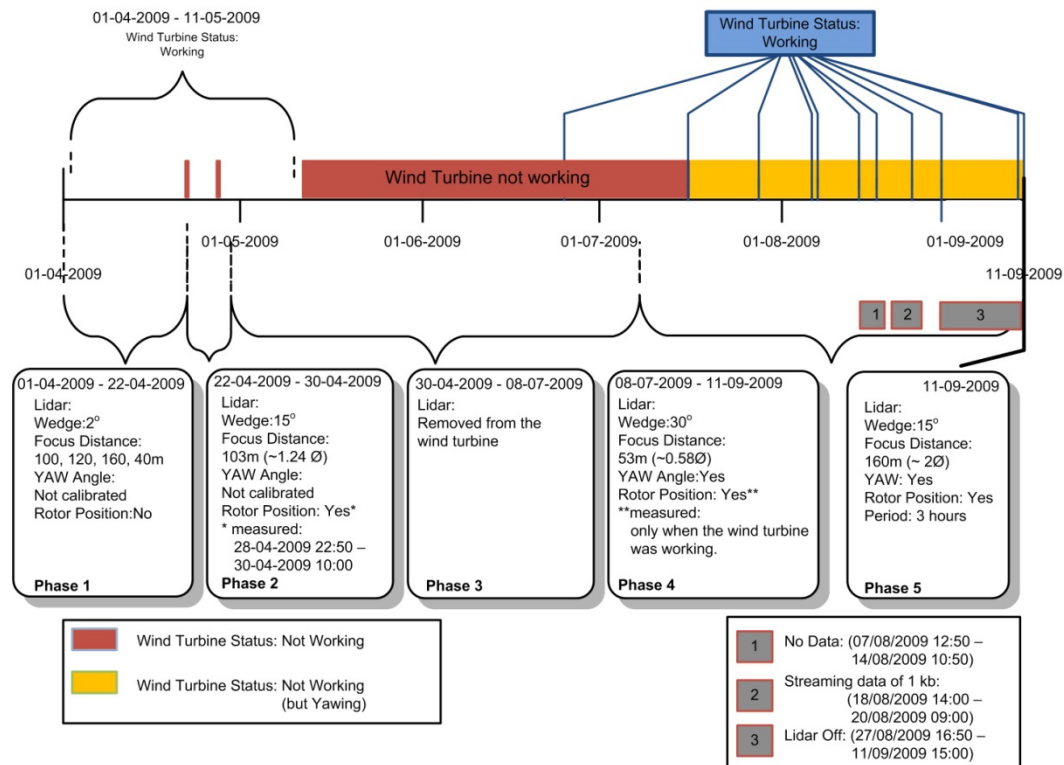 01-04-2009 - 11-05-2009
Wind Turbine Status:
Working
Wind Turbine Status:
Working
Wind Turbine not working
01-04-2009
01-05-2009
01-06-2009
01-07-2009
01-08-2009
01-09-2009
11-09-2009
1
2
3
01-04-2009 - 22-04-2009
Lidar:
Wedge:2°
Focus Distance:
100, 120, 160, 40m
YAW Angle:
Not calibrated
Rotor Position:No
Phase 1
22-04-2009 - 30-04-2009
Lidar:
Wedge:15°
Focus Distance:
103m (~1.24 Ø)
YAW Angle:
Not calibrated
Rotor Position: Yes*
* measured:
28-04-2009 22:50 –
30-04-2009 10:00
Phase 2
30-04-2009 - 08-07-2009
Lidar:
Removed from the
wind turbine
Phase 3
08-07-2009 - 11-09-2009
Lidar:
Wedge:30°
Focus Distance:
53m (~0.58Ø)
YAW Angle:Yes
Rotor Position: Yes**
**measured:
only when the wind turbine
was working.
Phase 4
11-09-2009
Lidar:
Wedge:15°
Focus Distance:
160m (~ 2Ø)
YAW: Yes
Rotor Position: Yes
Period: 3 hours
Phase 5
Wind Turbine Status: Not Working
Wind Turbine Status: Not Working
(but Yawing)
1 No Data: (07/08/2009 12:50 –
14/08/2009 10:50)
Streaming data of 1 kb:
2 (18/08/2009 14:00 –
20/08/2009 09:00)
3 Lidar Off: (27/08/2009 16:50 –
11/09/2009 15:00)